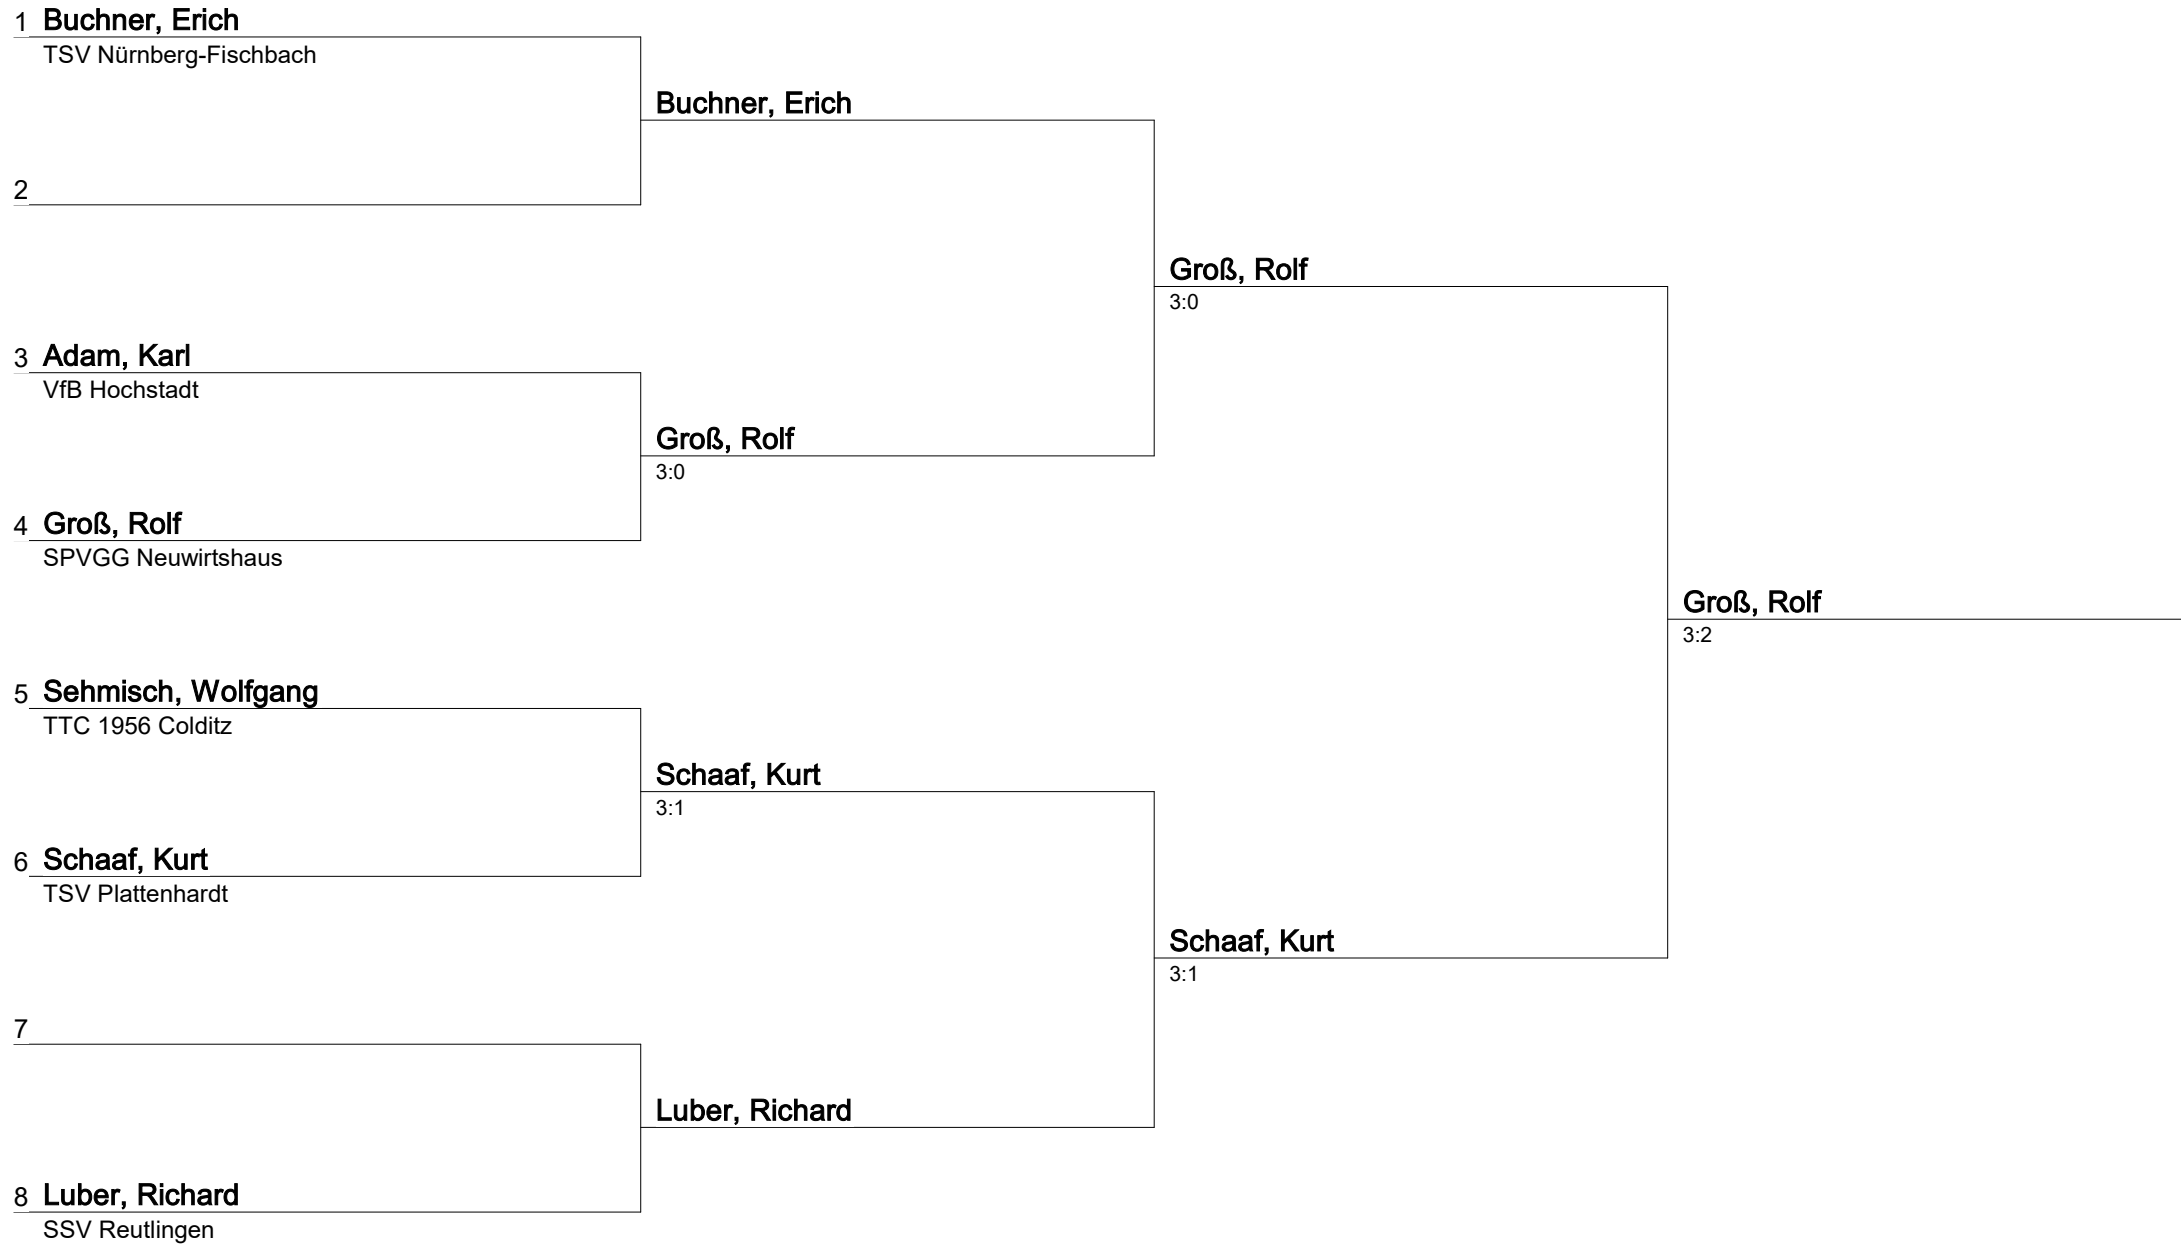 1 Buchner, Erich
TSV Nürnberg-Fischbach
Buchner, Erich
2
Groß, Rolf
3:0
3 Adam, Karl
VfB Hochstadt
Groß, Rolf
3:0
4 Groß, Rolf
SPVGG Neuwirtshaus
Groß, Rolf
3:2
5 Sehmisch, Wolfgang
TTC 1956 Colditz
Schaaf, Kurt
3:1
6 Schaaf, Kurt
TSV Plattenhardt
Schaaf, Kurt
3:1
7
Luber, Richard
8 Luber, Richard
SSV Reutlingen